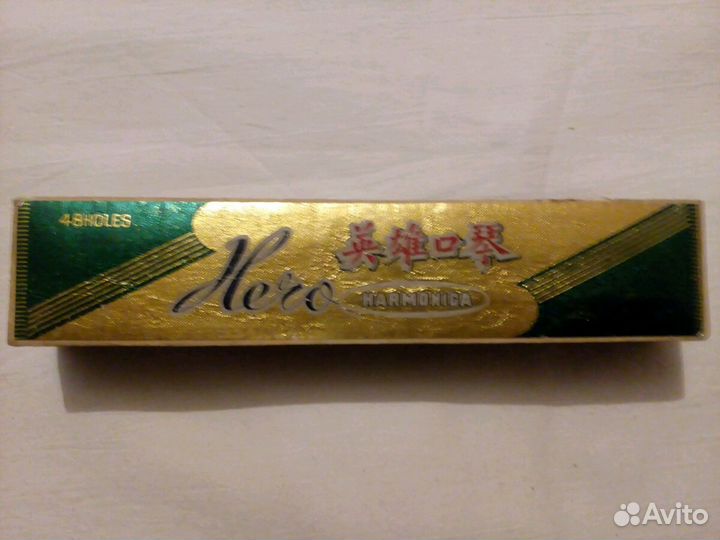 48HOLES
Hero
英雄口琴
HARMONICA
Avito